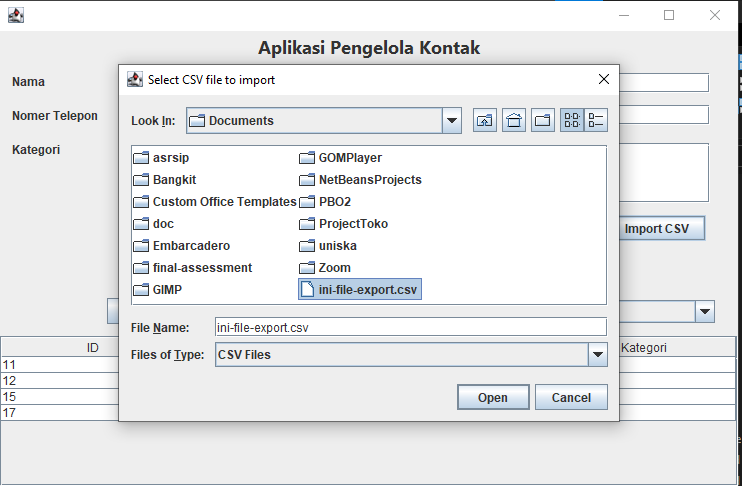 Aplikasi Pengelola Kontak
Nama
Nomer Telepon
Kategori
Import CSV
Select CSV file to import
Look In: Documents
asrsip
Bangkit
Custom Office Templates
doc
Embarcadero
final-assessment
GIMP
GOMPlayer
NetBeansProjects
PBO2
ProjectToko
uniska
Zoom
ini-file-export.csv
File Name: ini-file-export.csv
Files of Type: CSV Files
Open Cancel
ID Kategori
11
12
15
17